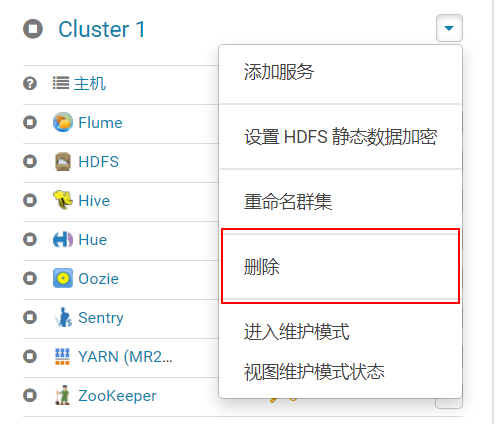 Cluster 1
主机
Flume
HDFS
Hive
Hue
Oozie
Sentry
YARN (MR2...
ZooKeeper
添加服务
设置 HDFS 静态数据加密
重命名群集
删除
进入维护模式
视图维护模式状态